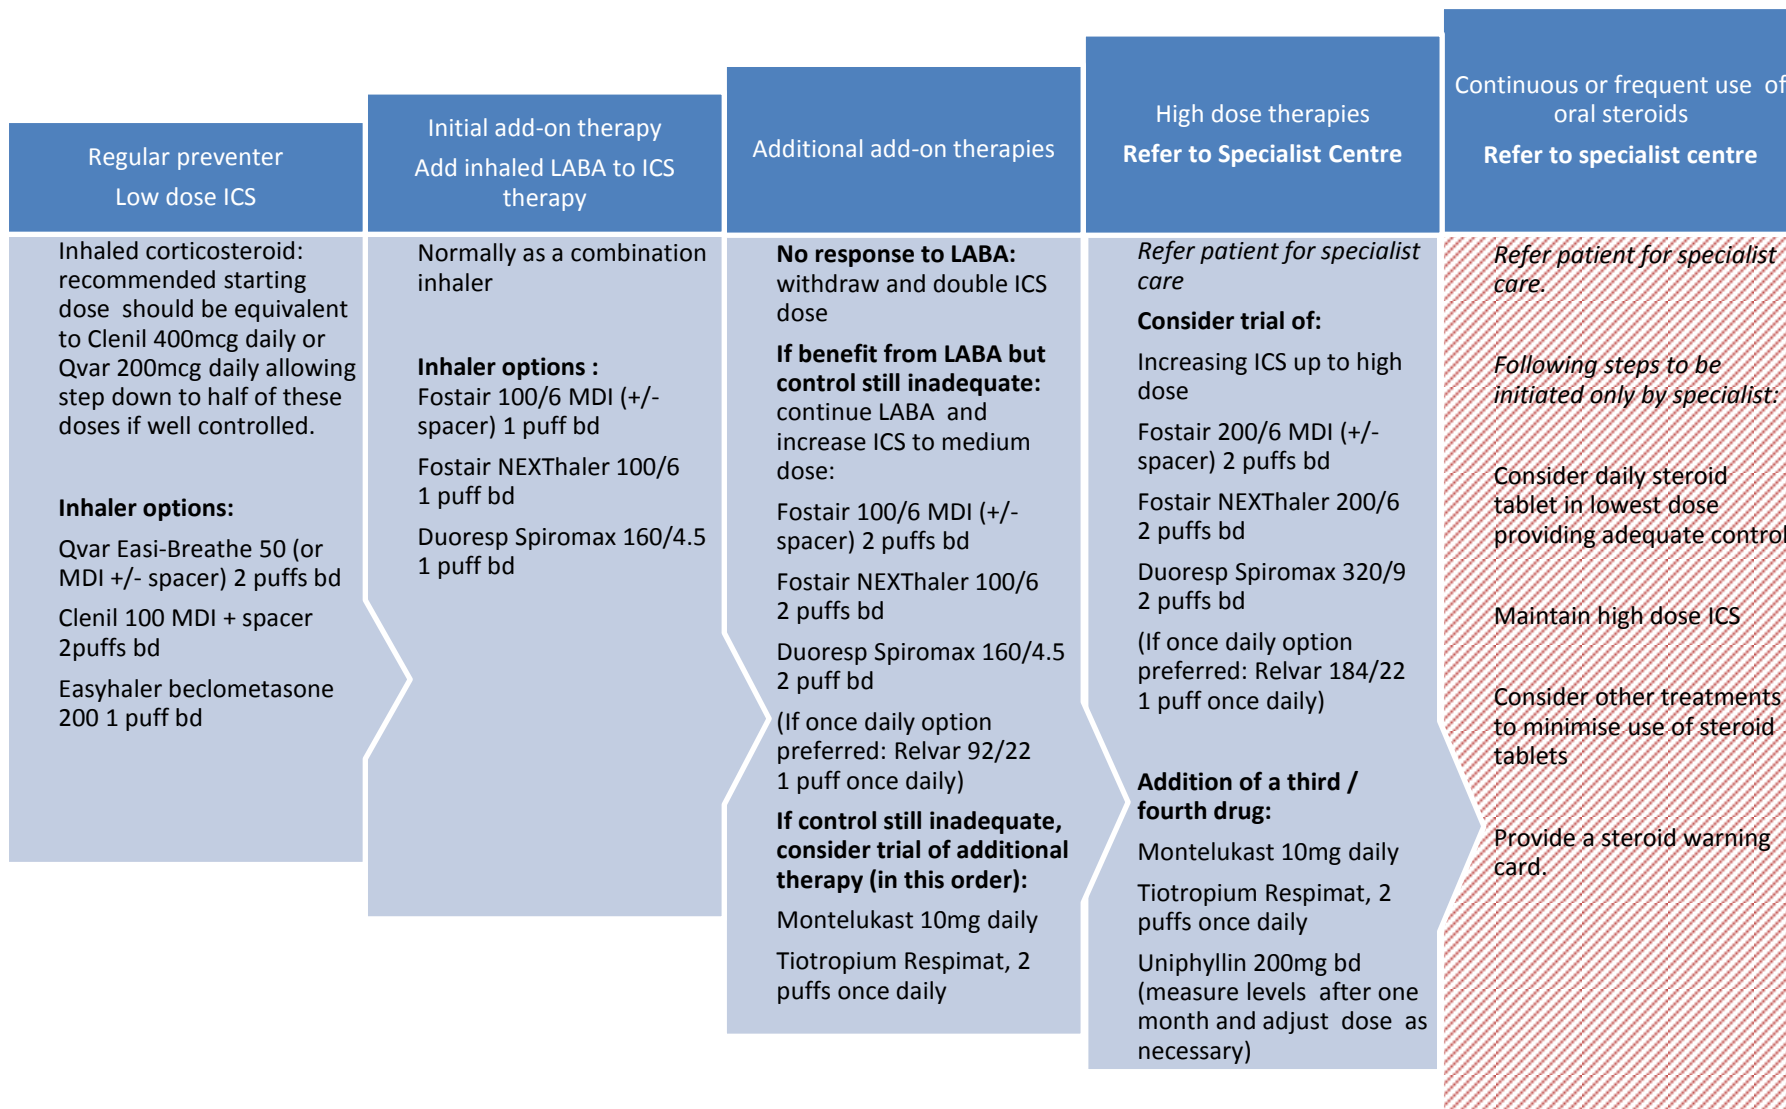 Regular preventer
Low dose ICS
Inhaled corticosteroid:
recommended starting
dose should be equivalent
to Clenil 400mcg daily or
Qvar 200mcg daily allowing
step down to half of these
doses if well controlled.
Inhaler options:
Qvar Easi-Breathe 50 (or
MDI +/- spacer) 2 puffs bd
Clenil 100 MDI + spacer
2puffs bd
Easyhaler beclometasone
200 1 puff bd
Initial add-on therapy
Add inhaled LABA to ICS
therapy
Normally as a combination
inhaler
Inhaler options :
Fostair 100/6 MDI (+/-
spacer) 1 puff bd
Fostair NEXThaler 100/6
1 puff bd
Duoresp Spiromax 160/4.5
1 puff bd
Additional add-on therapies
No response to LABA:
withdraw and double ICS
dose
If benefit from LABA but
control still inadequate:
continue LABA and
increase ICS to medium
dose:
Fostair 100/6 MDI (+/-
spacer) 2 puffs bd
Fostair NEXThaler 100/6
2 puffs bd
Duoresp Spiromax 160/4.5
2 puff bd
(If once daily option
preferred: Relvar 92/22
1 puff once daily)
If control still inadequate,
consider trial of additional
therapy (in this order):
Montelukast 10mg daily
Tiotropium Respimat, 2
puffs once daily
High dose therapies
Refer to Specialist Centre
Refer patient for specialist
care
Consider trial of:
Increasing ICS up to high
dose
Fostair 200/6 MDI (+/-
spacer) 2 puffs bd
Fostair NEXThaler 200/6
2 puffs bd
Duoresp Spiromax 320/9
2 puffs bd
(If once daily option
preferred: Relvar 184/22
1 puff once daily)
Addition of a third /
fourth drug:
Montelukast 10mg daily
Tiotropium Respimat, 2
puffs once daily
Uniphyllin 200mg bd
(measure levels after one
month and adjust dose as
necessary)
Continuous or frequent use of
oral steroids
Refer to specialist centre
Refer patient for specialist
care.
Following steps to be
initiated only by specialist:
Consider daily steroid
tablet in lowest dose
providing adequate control
Maintain high dose ICS
Consider other treatments
to minimise use of steroid
tablets
Provide a steroid warning
card.